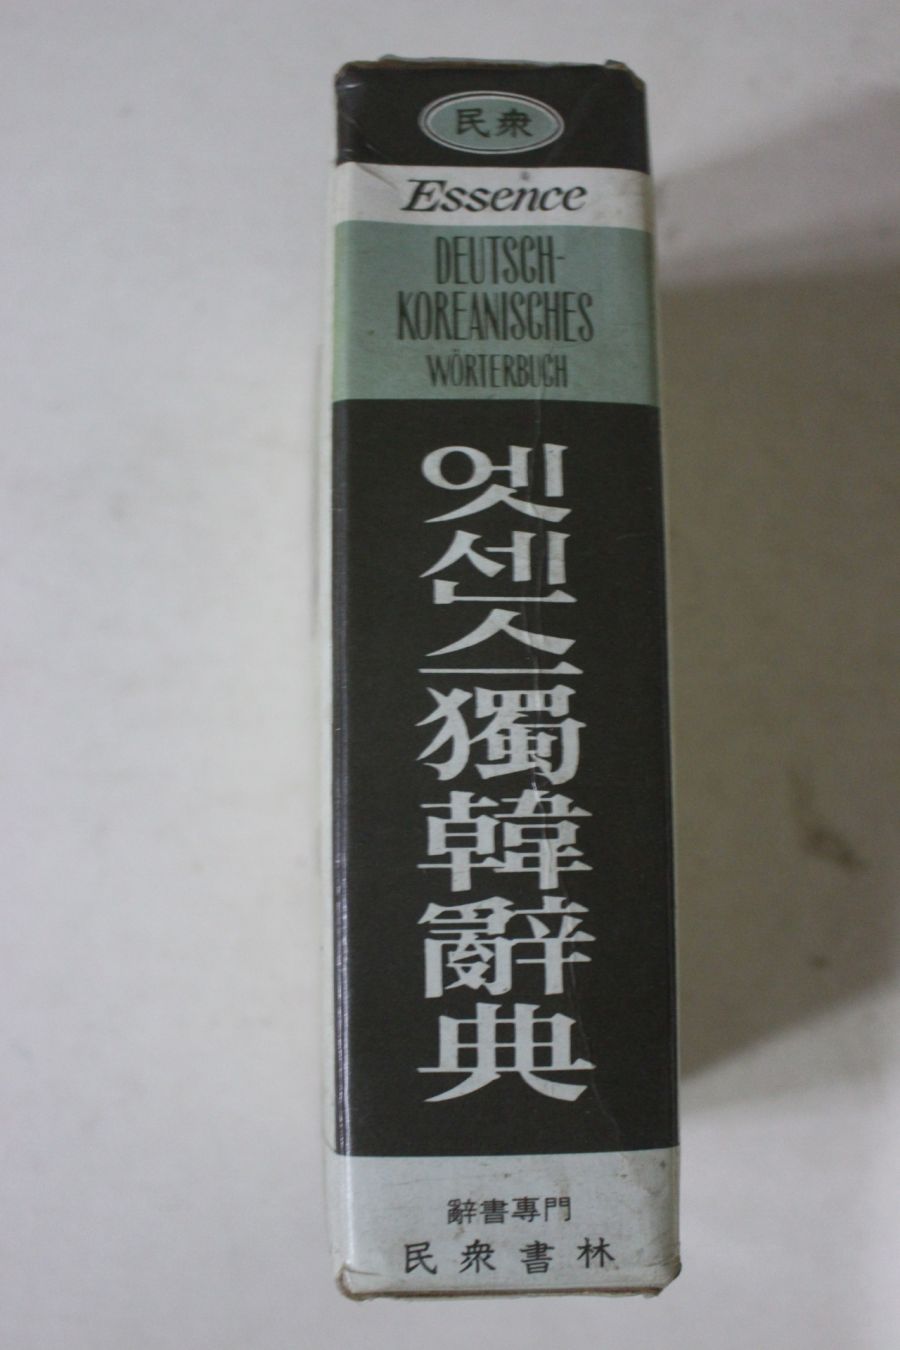 民衆
Essence
DEUTSCH-
KOREANISCHES
WÖRTERBUCH
엣센스獨韓辭典
辭書專門
民衆書林